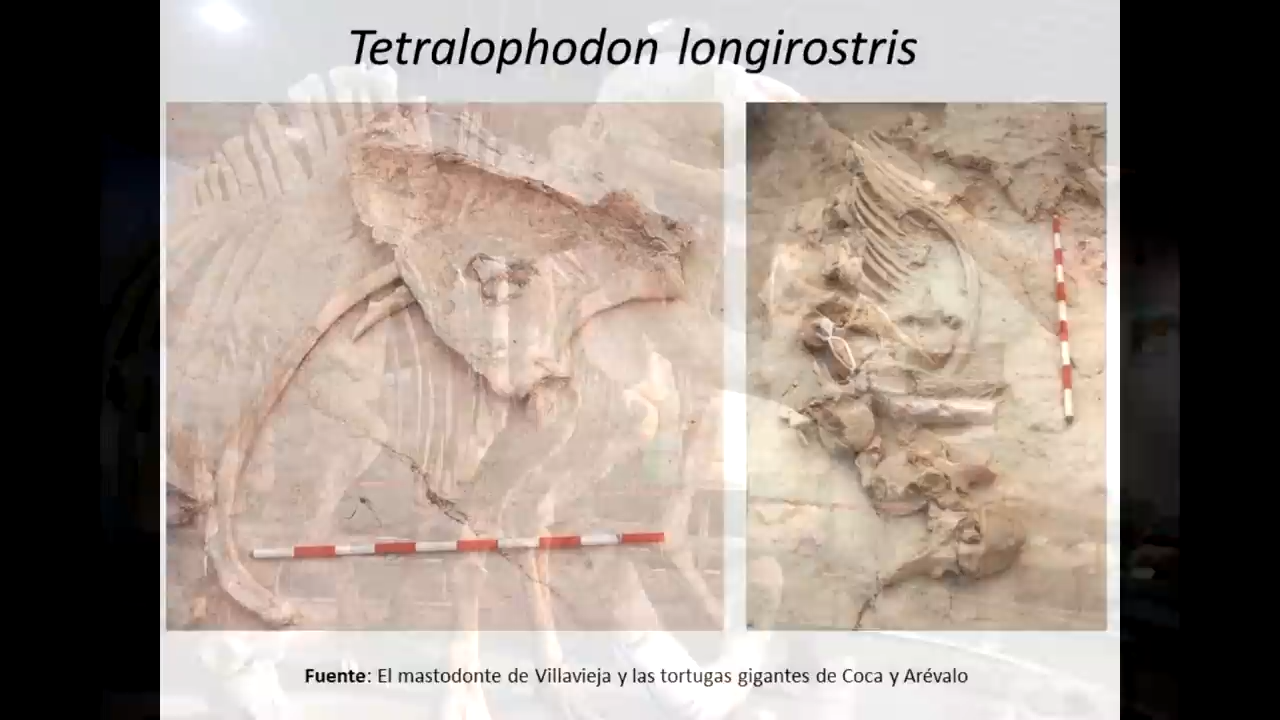 Tetralophodon longirostris
Fuente: El mastodonte de Villavieja y las tortugas gigantes de Coca y Arévalo